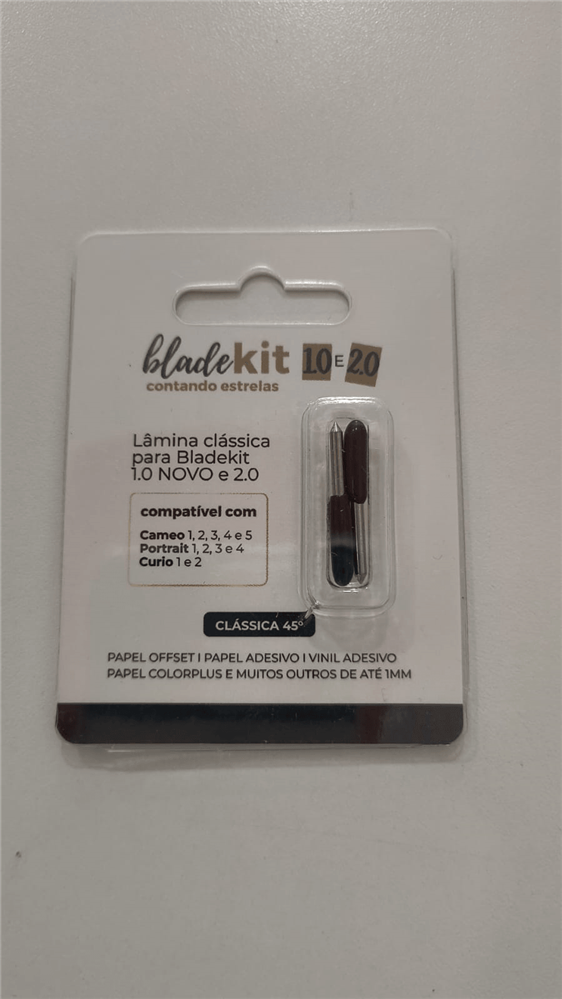 bladekit 1.0 E 2.0
contando estrelas
Lâmina clássica
para Bladekit
1.0 NOVO e 2.0
compatível com
Cameo 1, 2, 3, 4 e 5
Portrait 1, 2, 3 e 4
Curio 1 e 2
CLÁSSICA 45°
PAPEL OFFSET I PAPEL ADESIVO I VINIL ADESIVO
PAPEL COLORPLUS E MUITOS OUTROS DE ATÉ 1MM